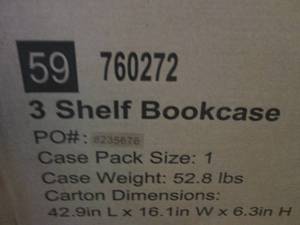 59 760272
3 Shelf Bookcase
PO#: 8235676
Case Pack Size: 1
Case Weight: 52.8 lbs
Carton Dimensions:
42.9in L x 16.1in W x 6.3in H